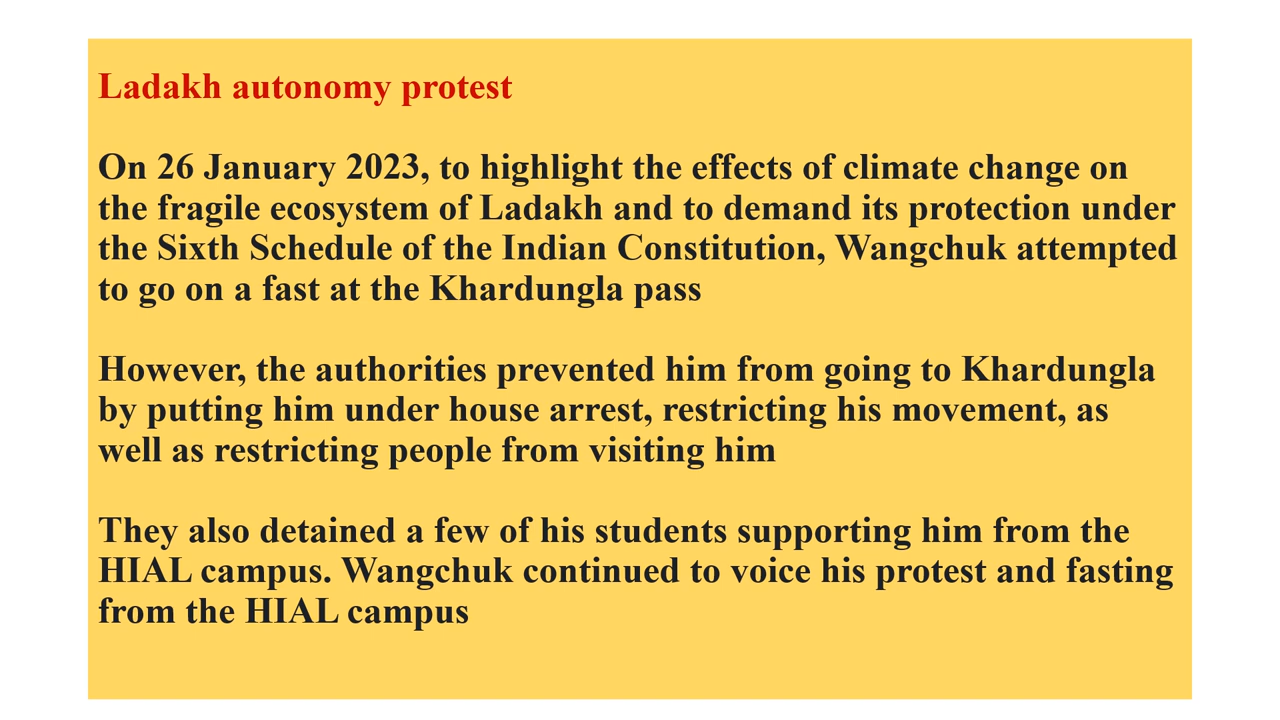 Ladakh autonomy protest
On 26 January 2023, to highlight the effects of climate change on
the fragile ecosystem of Ladakh and to demand its protection under
the Sixth Schedule of the Indian Constitution, Wangchuk attempted
to go on a fast at the Khardungla pass
However, the authorities prevented him from going to Khardungla
by putting him under house arrest, restricting his movement, as
well as restricting people from visiting him
They also detained a few of his students supporting him from the
HIAL campus. Wangchuk continued to voice his protest and fasting
from the HIAL campus